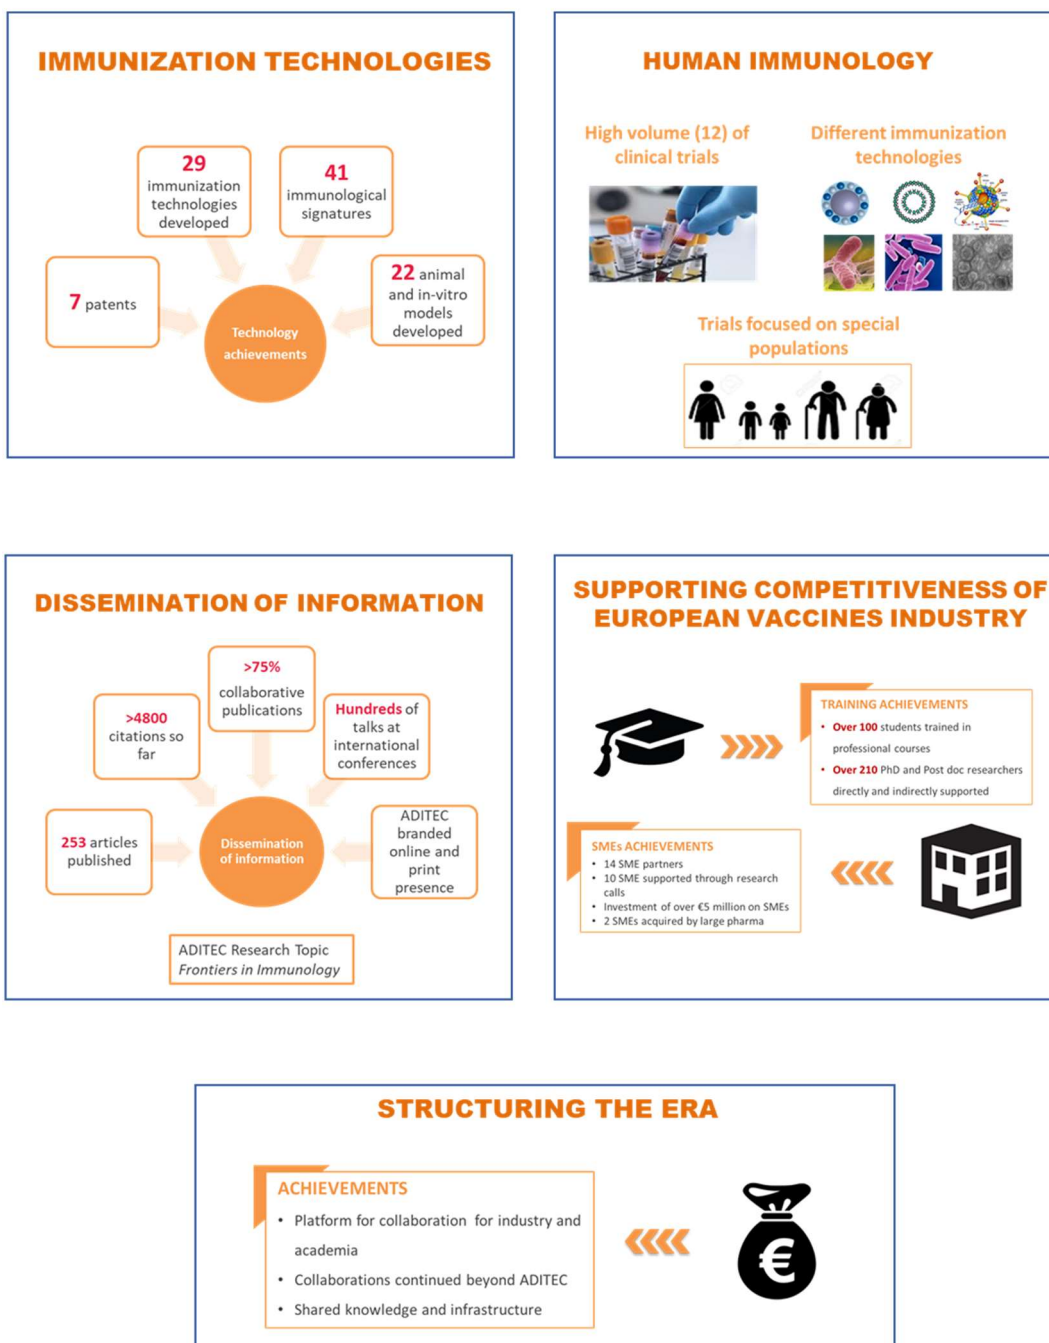 IMMUNIZATION TECHNOLOGIES
29
immunization
technologies
developed
41
immunological
signatures
7 patents
22 animal
and in-vitro
models
developed
Technology
achievements
HUMAN IMMUNOLOGY
High volume (12) of
clinical trials
Different immunization
technologies
Trials focused on special
populations
DISSEMINATION OF INFORMATION
>75%
collaborative
publications
>4800
citations so
far
Hundreds of
talks at
international
conferences
253 articles
published
Dissemination
of information
ADITEC
branded
online and
print
presence
ADITEC Research Topic
Frontiers in Immunology
SUPPORTING COMPETITIVENESS OF
EUROPEAN VACCINES INDUSTRY
TRAINING ACHIEVEMENTS
• Over 100 students trained in
professional courses
• Over 210 PhD and Post doc researchers
directly and indirectly supported
SMEs ACHIEVEMENTS
• 14 SME partners
• 10 SME supported through research
calls
• Investment of over €5 million on SMEs
• 2 SMEs acquired by large pharma
STRUCTURING THE ERA
ACHIEVEMENTS
• Platform for collaboration for industry and
academia
• Collaborations continued beyond ADITEC
• Shared knowledge and infrastructure
€